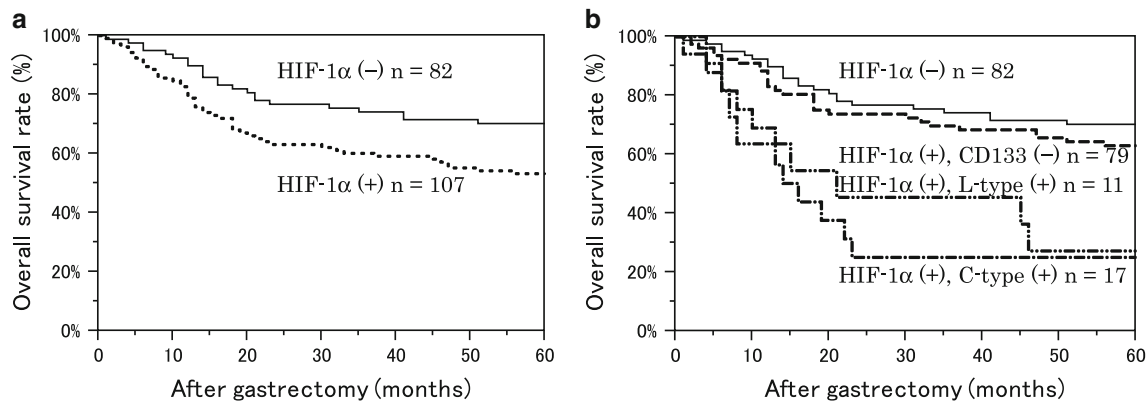 a
100%
80%
60%
40%
20%
0%
Overall survival rate (%)
HIF-1α (−) n = 82
HIF-1α (+) n = 107
0 10 20 30 40 50 60
After gastrectomy (months)
b
100%
80%
60%
40%
20%
0%
Overall survival rate (%)
HIF-1α (−) n = 82
HIF-1α (+), CD133 (−) n = 79
HIF-1α (+), L-type (+) n = 11
HIF-1α (+), C-type (+) n = 17
0 10 20 30 40 50 60
After gastrectomy (months)